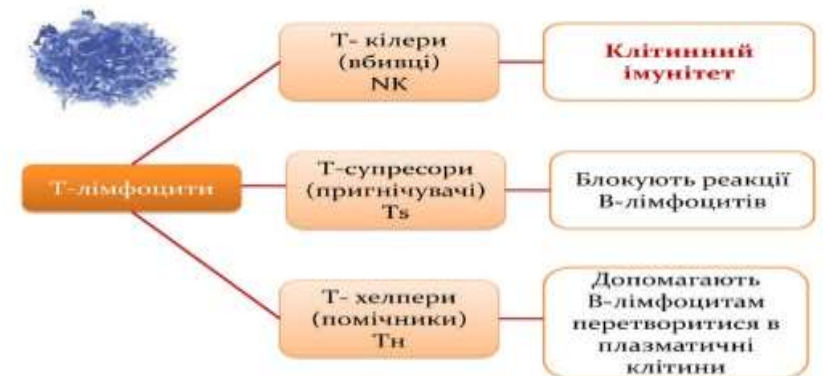 Т- кілери
(вбивці)
NK
Клітинний
імунітет
Т-лімфоцити
Т-супресори
(пригнічувачі)
Ts
Блокують реакції
В-лімфоцитів
Т- хелпери
(помічники)
Тн
Допомагають
В-лімфоцитам
перетворитися в
плазматичні
клітини